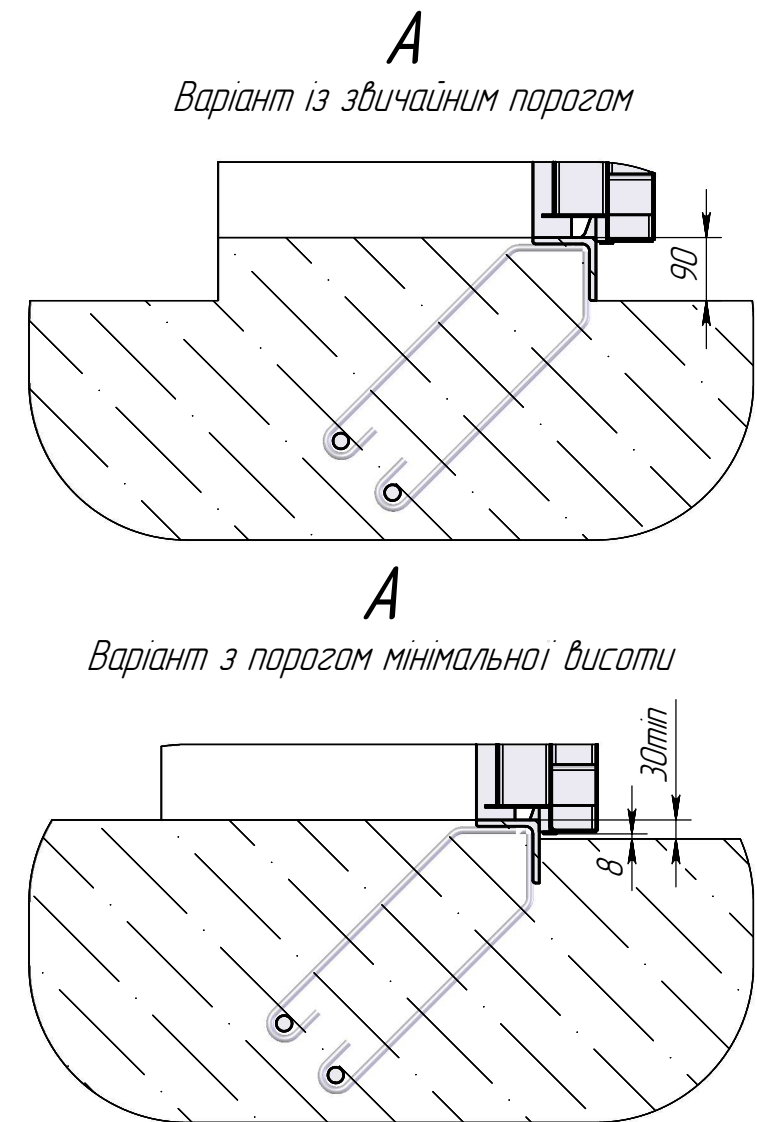 А
Варіант із звичайним порогом
90
А
Варіант з порогом мінімальної висоти
30min
8